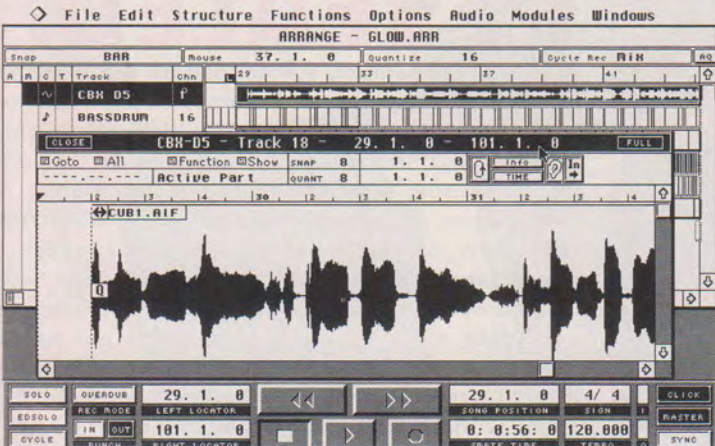 File Edit Structure Functions Options Audio Modules Windows
ARRANGE - GLOW.ARR
Snap BAR Mouse 37. 1. 0 Quantize 16 Cycle Rec MIX AQ
A M C T Track Chn 29 33 37 41
CBX D5
BASSDRUM 16
CLOSE CBX-D5 - Track 18 - 29. 1. 0 - 101. 1. 0 FULL
Goto All Function Show SNAP 8 1. 1. 0 Info In
----.--.--- Active Part QUANT 8 1. 1. 0 TIME
12 13 14 30 12 13 14 31 12 13 14
CUB1.AIF
Q
SOLO OVERDUB 29. 1. 0 29. 1. 0 4/ 4 CLICK
EDSOLO REC MODE LEFT LOCATOR SONG POSITION SIGN MASTER
CYCLE IN OUT 101. 1. 0 0: 0:56: 0 120.000 SYNC
PUNCH RIGHT LOCATOR SMPTE TIME TEMPO